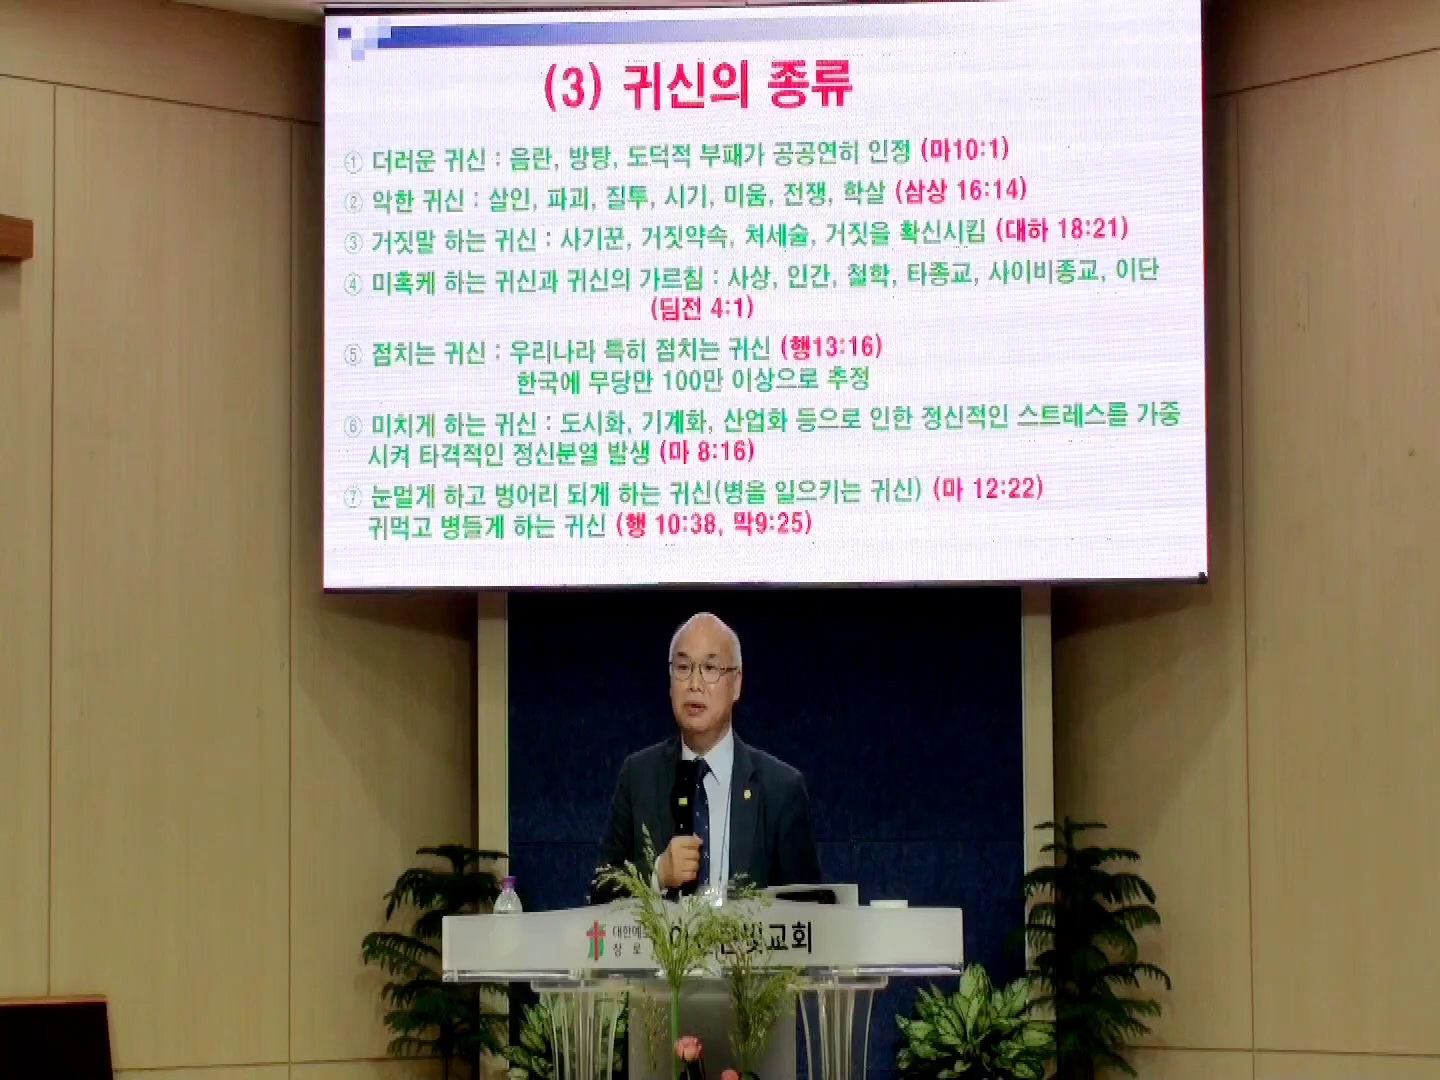 (3) 귀신의 종류
① 더러운 귀신 : 음란, 방탕, 도덕적 부패가 공공연히 인정 (마10:1)
② 악한 귀신 : 살인, 파괴, 질투, 시기, 미움, 전쟁, 학살 (삼상 16:14)
③ 거짓말 하는 귀신 : 사기꾼, 거짓약속, 처세술, 거짓을 확신시킴 (대하 18:21)
④ 미혹케 하는 귀신과 귀신의 가르침 : 사상, 인간, 철학, 타종교, 사이비종교, 이단
(딤전 4:1)
⑤ 점치는 귀신 : 우리나라 특히 점치는 귀신 (행13:16)
한국에 무당만 100만 이상으로 추정
⑥ 미치게 하는 귀신 : 도시화, 기계화, 산업화 등으로 인한 정신적인 스트레스를 가중
시켜 타격적인 정신분열 발생 (마 8:16)
⑦ 눈멀게 하고 벙어리 되게 하는 귀신(병을 일으키는 귀신) (마 12:22)
귀먹고 병들게 하는 귀신 (행 10:38, 막9:25)
대한예
장 로
교회